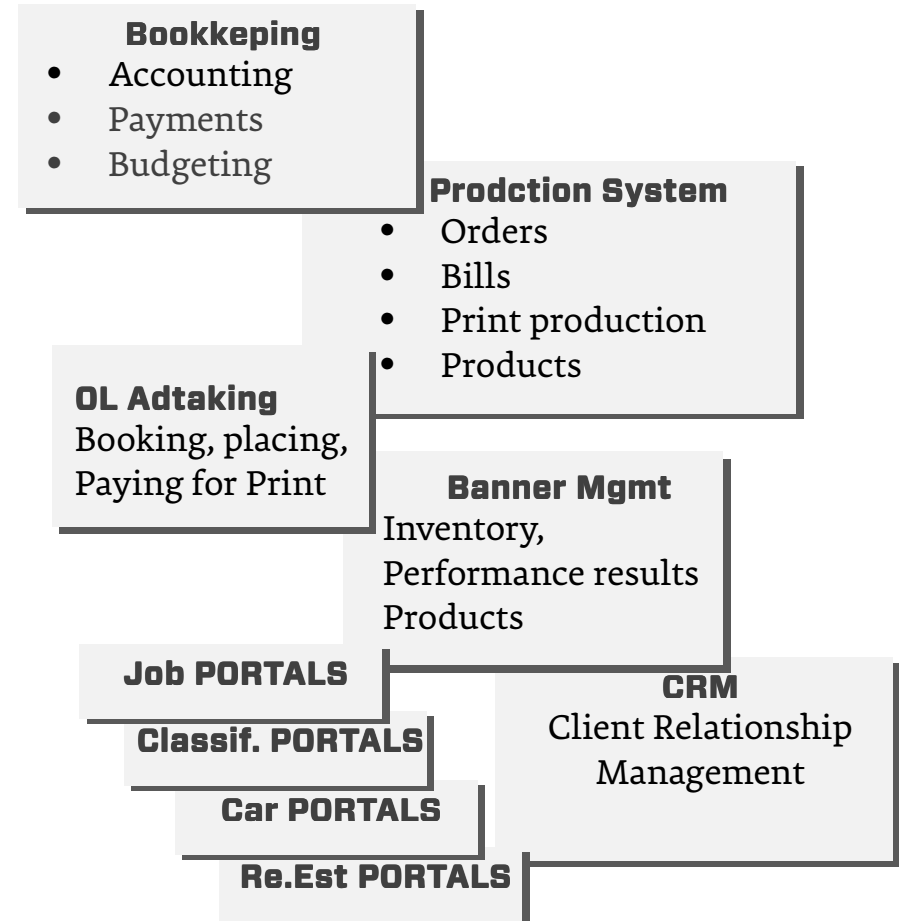 Bookkeping
• Accounting
• Payments
• Budgeting
Prodction System
• Orders
• Bills
• Print production
• Products
OL Adtaking
Booking, placing,
Paying for Print
Banner Mgmt
Inventory,
Performance results
Products
Job PORTALS
Classif. PORTALS
Car PORTALS
Re.Est PORTALS
CRM
Client Relationship
Management